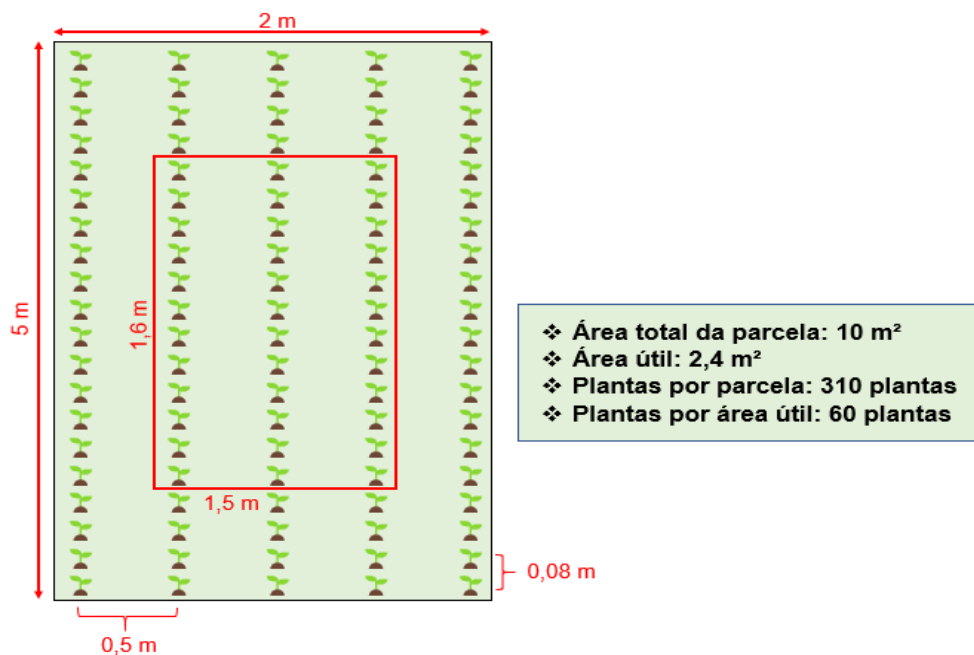 2 m
5 m
1,6 m
1,5 m
0,08 m
0,5 m
❖ Área total da parcela: 10 m²
❖ Área útil: 2,4 m²
❖ Plantas por parcela: 310 plantas
❖ Plantas por área útil: 60 plantas